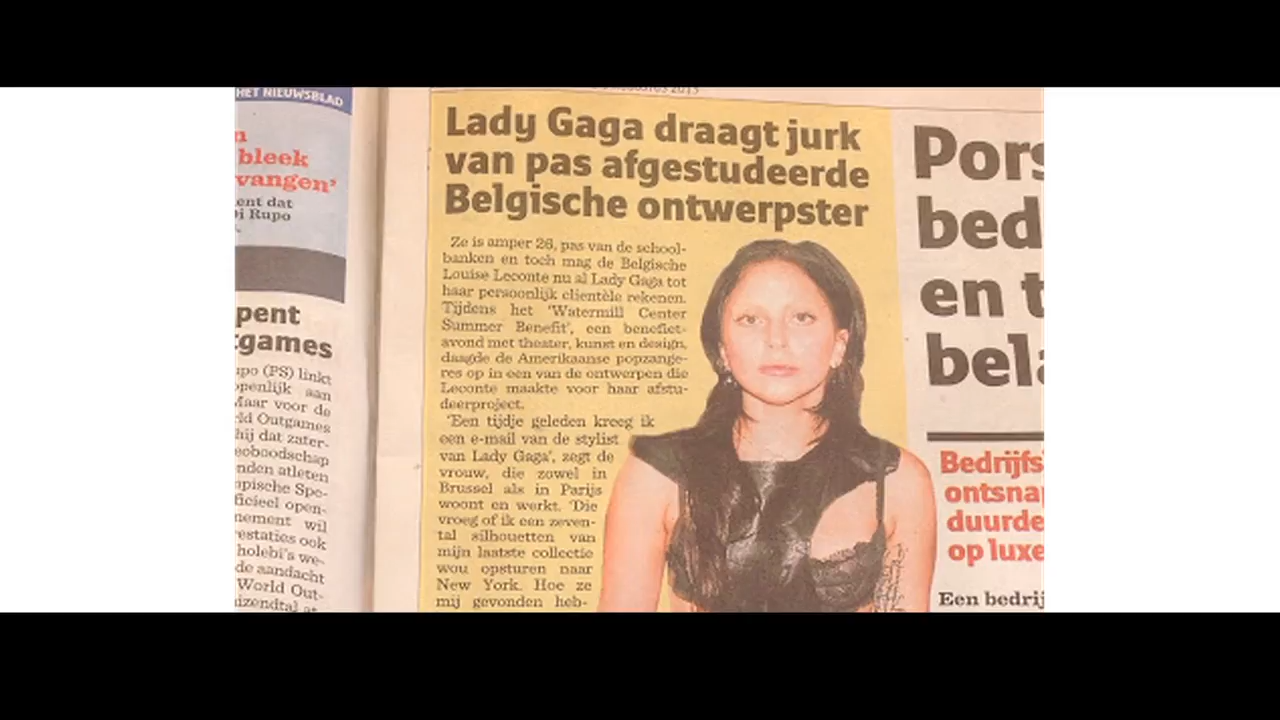 HET NIEUWSBLAD
bleek
vangen’
ent dat
Di Rupo
pent
games
upo (PS) linkt
openlijk aan
Maar voor de
ld Outgames
hij dat zater-
nden atleten
pische Spe-
ficieel open-
nement wil
restaties ook
holebi's we-
de aandacht
World Out-
Lady Gaga draagt jurk
van pas afgestudeerde
Belgische ontwerpster
Ze is amper 26, pas van de school-
banken en toch mag de Belgische
Louise Leconte nu al Lady Gaga tot
haar persoonlijk clientèle rekenen.
Tijdens het ‘Watermill Center
Summer Benefit’, een benefiet-
avond met theater, kunst en design,
daagde de Amerikaanse popzange-
res op in een van de ontwerpen die
Leconte maakte voor haar afstu-
deerproject.
‘Een tijdje geleden kreeg ik
een e-mail van de stylist
van Lady Gaga’, zegt de
vrouw, die zowel in
Brussel als in Parijs
woont en werkt. ‘Die
vroeg of ik een zeven-
tal silhouetten van
mijn laatste collectie
wou opsturen naar
New York. Hoe ze
mij gevonden heb-
Pors
bed
en t
bela
Bedrijfs
ontsna
duurde
op luxe
Een bedrij